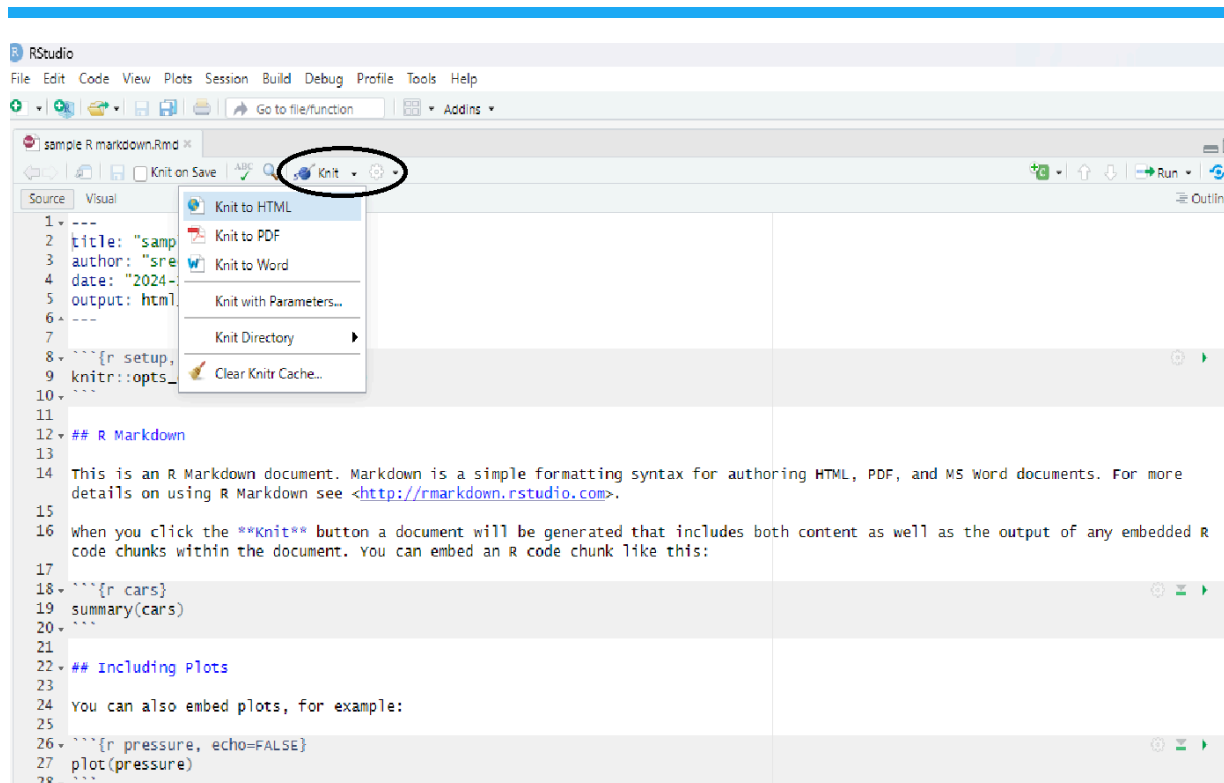 RStudio
File Edit Code View Plots Session Build Debug Profile Tools Help
Go to file/function Addins
sample R markdown.Rmd
Knit on Save ABC Knit Run
Source Visual Outlin
Knit to HTML
Knit to PDF
Knit to Word
Knit with Parameters...
Knit Directory
Clear Knitr Cache...
1 ---
2 title: "samp
3 author: "sre
4 date: "2024-
5 output: html
6 ---
7
8 ```{r setup,
9 knitr::opts_
10 ```
11
12 ## R Markdown
13
14 This is an R Markdown document. Markdown is a simple formatting syntax for authoring HTML, PDF, and MS Word documents. For more
details on using R Markdown see <http://rmarkdown.rstudio.com>.
15
16 When you click the **Knit** button a document will be generated that includes both content as well as the output of any embedded R
code chunks within the document. You can embed an R code chunk like this:
17
18 ```{r cars}
19 summary(cars)
20 ```
21
22 ## Including Plots
23
24 You can also embed plots, for example:
25
26 ```{r pressure, echo=FALSE}
27 plot(pressure)
28 ```